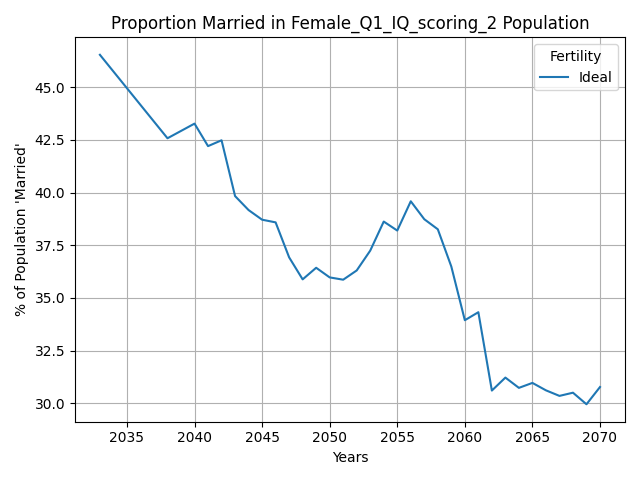 Proportion Married in Female_Q1_IQ_scoring_2 Population
Fertility
Ideal
% of Population 'Married'
45.0
42.5
40.0
37.5
35.0
32.5
30.0
2035 2040 2045 2050 2055 2060 2065 2070
Years